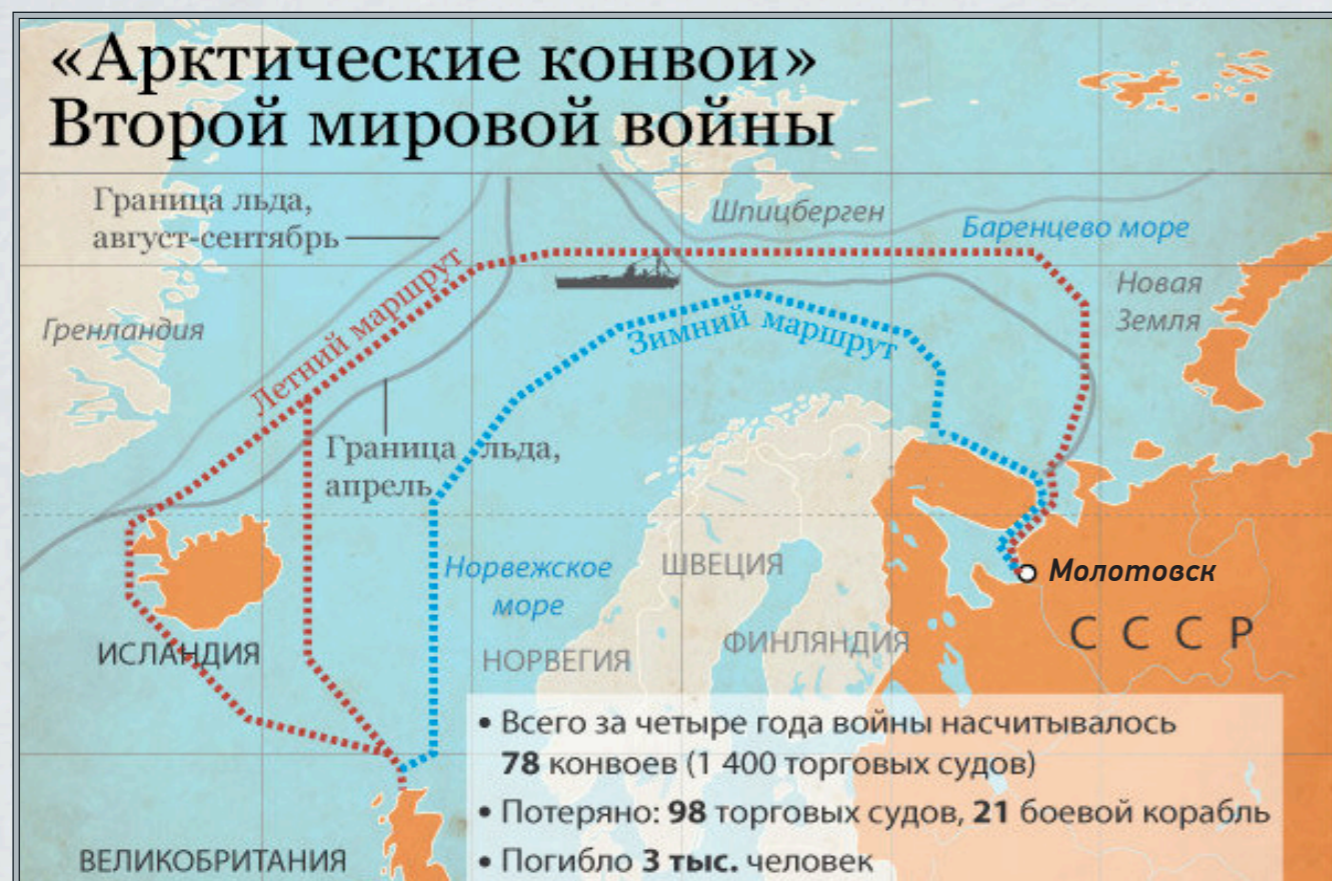 «Арктические конвои»
Второй мировой войны
Граница льда,
август-сентябрь
Шпицберген
Баренцево море
Летний маршрут
Новая
Земля
Гренландия
Зимний маршрут
Граница льда,
апрель
Норвежское
море
ШВЕЦИЯ
Молотовск
ИСЛАНДИЯ
НОРВЕГИЯ
ФИНЛЯНДИЯ
СССР
• Всего за четыре года войны насчитывалось
78 конвоев (1 400 торговых судов)
• Потеряно: 98 торговых судов, 21 боевой корабль
• Погибло 3 тыс. человек
ВЕЛИКОБРИТАНИЯ